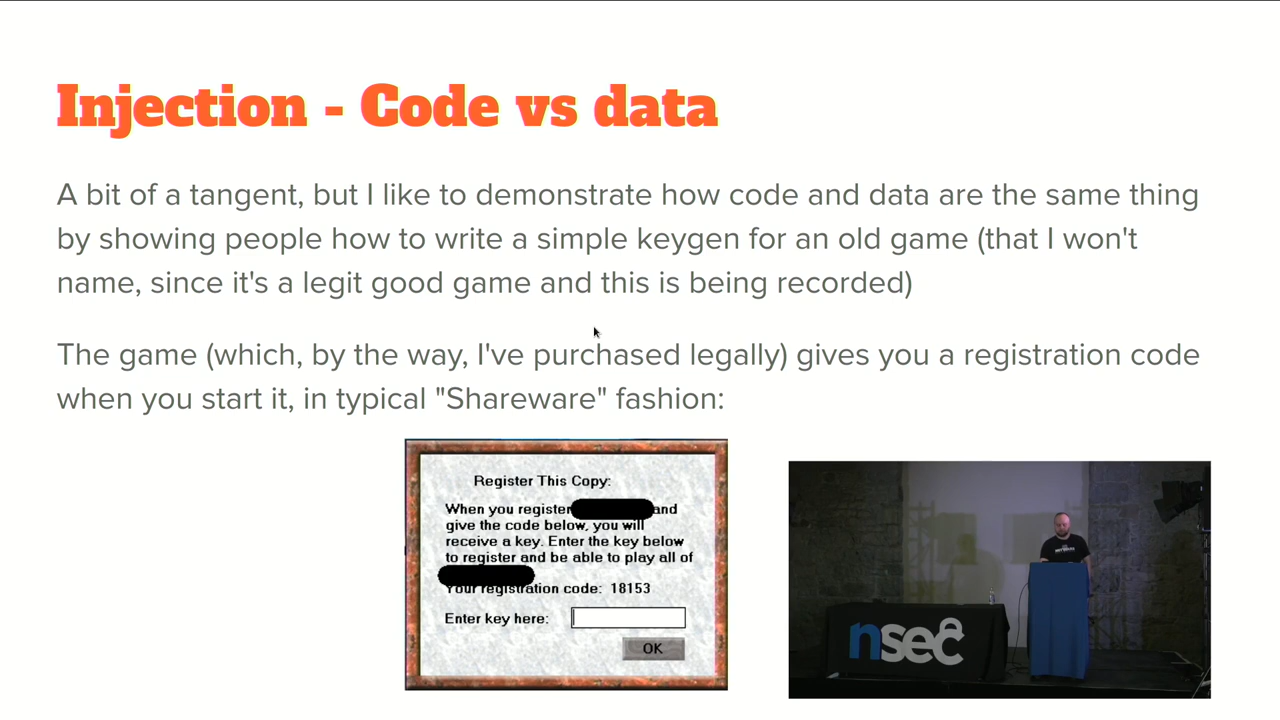 Injection - Code vs data
A bit of a tangent, but I like to demonstrate how code and data are the same thing
by showing people how to write a simple keygen for an old game (that I won't
name, since it's a legit good game and this is being recorded)
The game (which, by the way, I've purchased legally) gives you a registration code
when you start it, in typical "Shareware" fashion:
Register This Copy:
When you register and
give the code below, you will
receive a key. Enter the key below
to register and be able to play all of
Your registration code: 18153
Enter key here:
OK
nsec